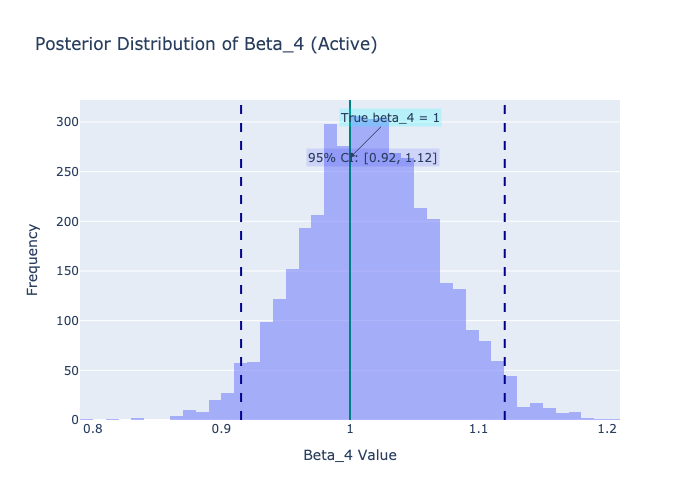 Posterior Distribution of Beta_4 (Active)
True beta_4 = 1
95% CI: [0.92, 1.12]
300
250
200
150
100
50
0
Frequency
0.8
0.9
1
1.1
1.2
Beta_4 Value